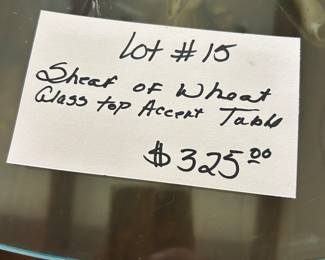 Lot # 15
Sheaf of Wheat
Glass top Accent Table
$325.00